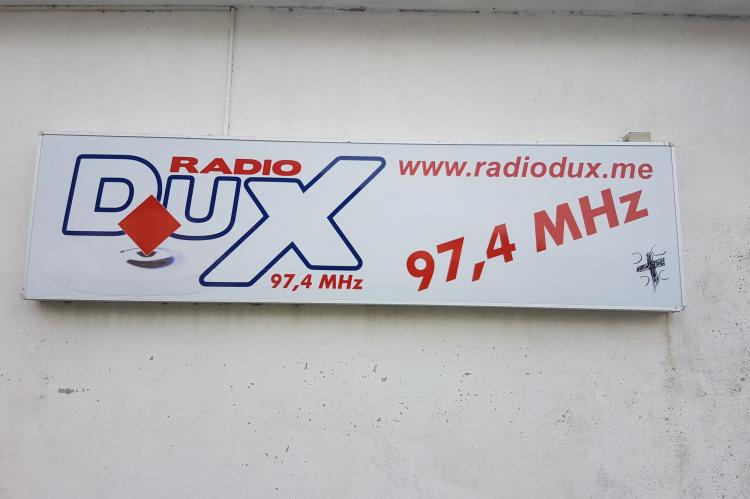 RADIO
DUX
97,4 MHz
www.radiodux.me
97,4 MHz